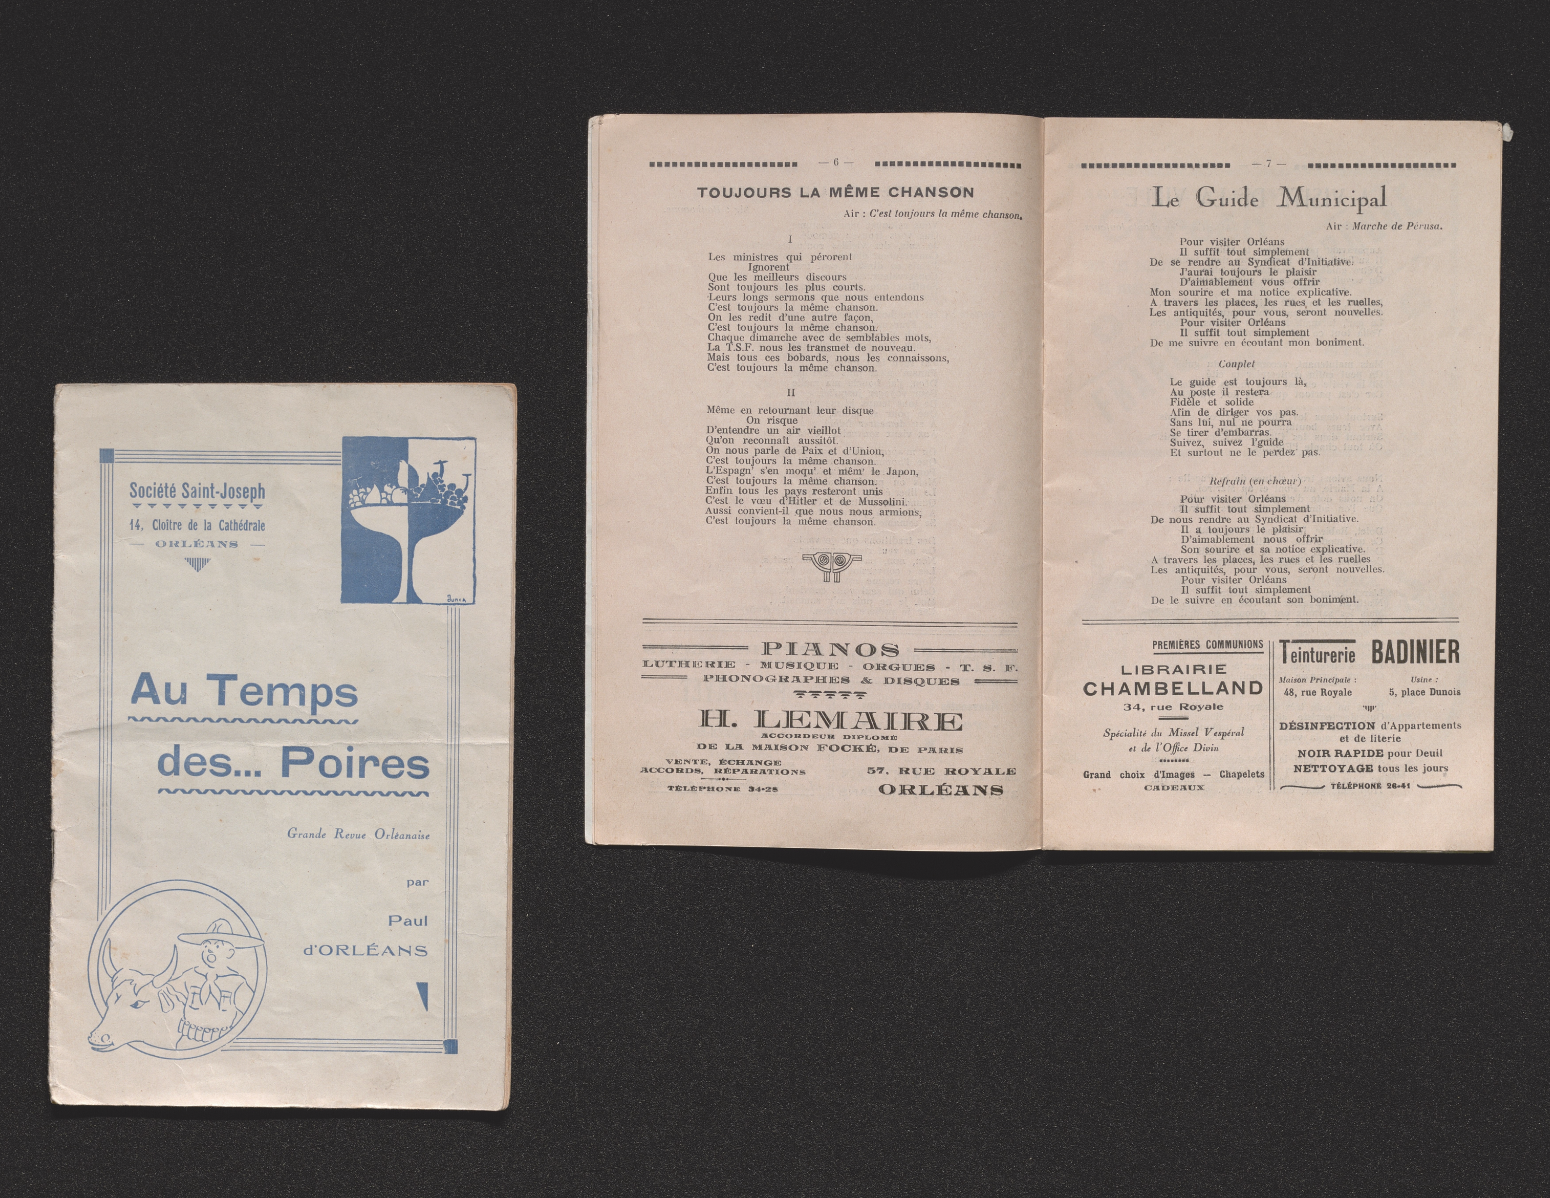 Société Saint-Joseph
14, Cloître de la Cathédrale
— ORLÉANS —
Au Temps
des... Poires
Grande Revue Orléanaise
par
Paul
d'ORLÉANS
— 6 —
TOUJOURS LA MÊME CHANSON
Air : C'est toujours la même chanson.
I
Les ministres qui pérorent
Ignorent
Que les meilleurs discours
Sont toujours les plus courts.
Leurs longs sermons que nous entendons
C'est toujours la même chanson.
On les redit d'une autre façon,
C'est toujours la même chanson.
Chaque dimanche avec de semblables mots,
La T.S.F. nous les transmet de nouveau.
Mais tous ces bobards, nous les connaissons,
C'est toujours la même chanson.
II
Même en retournant leur disque
On risque
D'entendre un air vieillot
Qu'on reconnaît aussitôt.
On nous parle de Paix et d'Union,
C'est toujours la même chanson.
L'Espagn' s'en moqu' et mêm' le Japon,
C'est toujours la même chanson.
Enfin tous les pays resteront unis
C'est le vœu d'Hitler et de Mussolini.
Aussi convient-il que nous nous armions,
C'est toujours la même chanson.
PIANOS
LUTHERIE - MUSIQUE - ORGUES - T. S. F.
PHONOGRAPHES & DISQUES
H. LEMAIRE
ACCORDEUR DIPLOMÉ
DE LA MAISON FOCKÉ, DE PARIS
VENTE, ÉCHANGE
ACCORDS, RÉPARATIONS
TÉLÉPHONE 34-28
57, RUE ROYALE
ORLÉANS
— 7 —
Le Guide Municipal
Air : Marche de Pérusa.
Pour visiter Orléans
Il suffit tout simplement
De se rendre au Syndicat d'Initiative.
J'aurai toujours le plaisir
D'aimablement vous offrir
Mon sourire et ma notice explicative.
A travers les places, les rues, et les ruelles,
Les antiquités, pour vous, seront nouvelles.
Pour visiter Orléans
Il suffit tout simplement
De me suivre en écoutant mon boniment.
Couplet
Le guide est toujours là,
Au poste il restera
Fidèle et solide
Afin de diriger vos pas.
Sans lui, nul ne pourra
Se tirer d'embarras.
Suivez, suivez l'guide
Et surtout ne le perdez pas.
Refrain (en chœur)
Pour visiter Orléans
Il suffit tout simplement
De nous rendre au Syndicat d'Initiative.
Il a toujours le plaisir
D'aimablement nous offrir
Son sourire et sa notice explicative.
A travers les places, les rues et les ruelles
Les antiquités, pour vous, seront nouvelles.
Pour visiter Orléans
Il suffit tout simplement
De le suivre en écoutant son boniment.
PREMIÈRES COMMUNIONS
LIBRAIRIE
CHAMBELLAND
34, rue Royale
Spécialité du Missel Vespéral
et de l'Office Divin
Grand choix d'Images — Chapelets
CADEAUX
Teinturerie BADINIER
Maison Principale : Usine :
48, rue Royale 5, place Dunois
DÉSINFECTION d'Appartements
et de literie
NOIR RAPIDE pour Deuil
NETTOYAGE tous les jours
TÉLÉPHONE 26-41